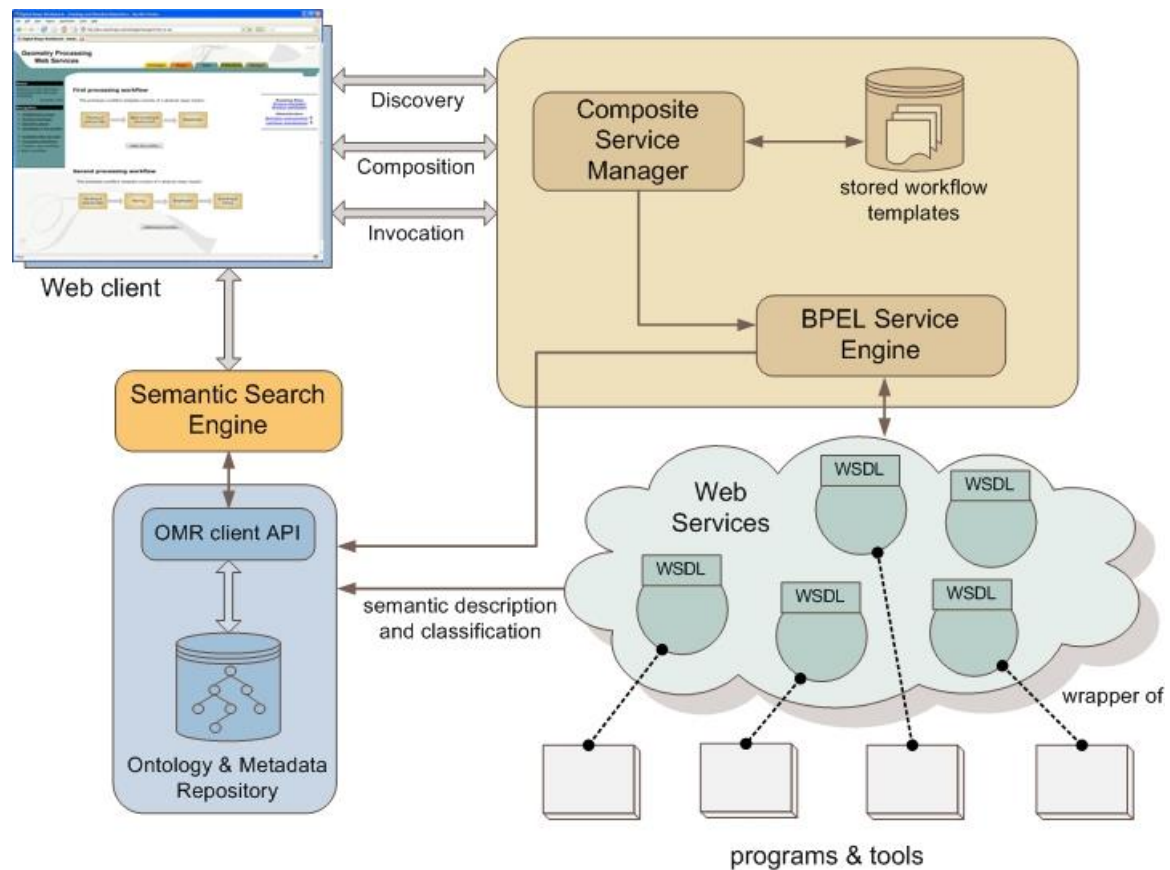 Geometry Processing
Web Services
First processing workflow
Second processing workflow
Web client
Discovery
Composition
Invocation
Composite
Service
Manager
stored workflow
templates
BPEL Service
Engine
Semantic Search
Engine
OMR client API
Ontology & Metadata
Repository
semantic description
and classification
Web
Services
WSDL
WSDL
WSDL
WSDL
WSDL
wrapper of
programs & tools